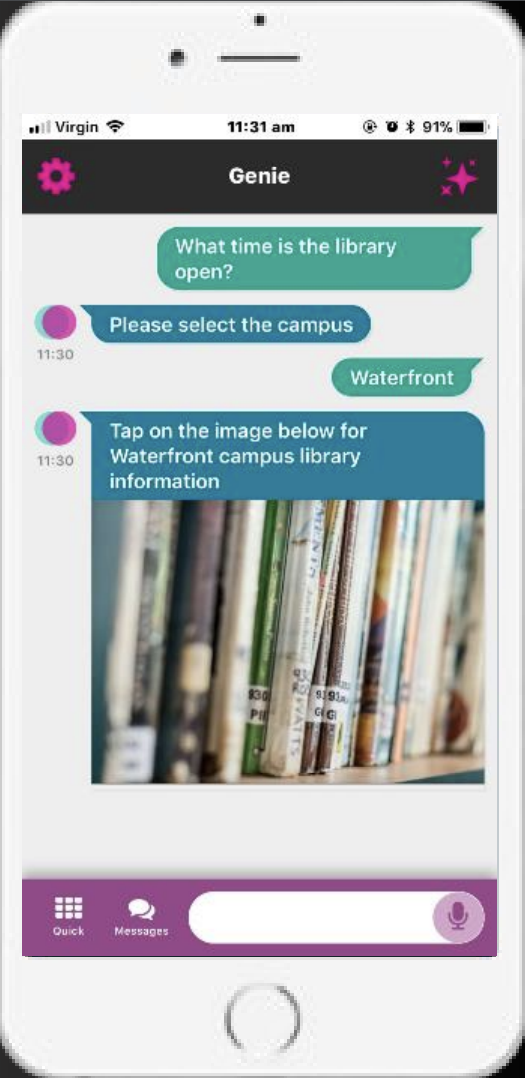 Virgin
11:31 am
91%
Genie
What time is the library
open?
Please select the campus
11:30
Waterfront
Tap on the image below for
Waterfront campus library
information
11:30
930
Quick
Messages